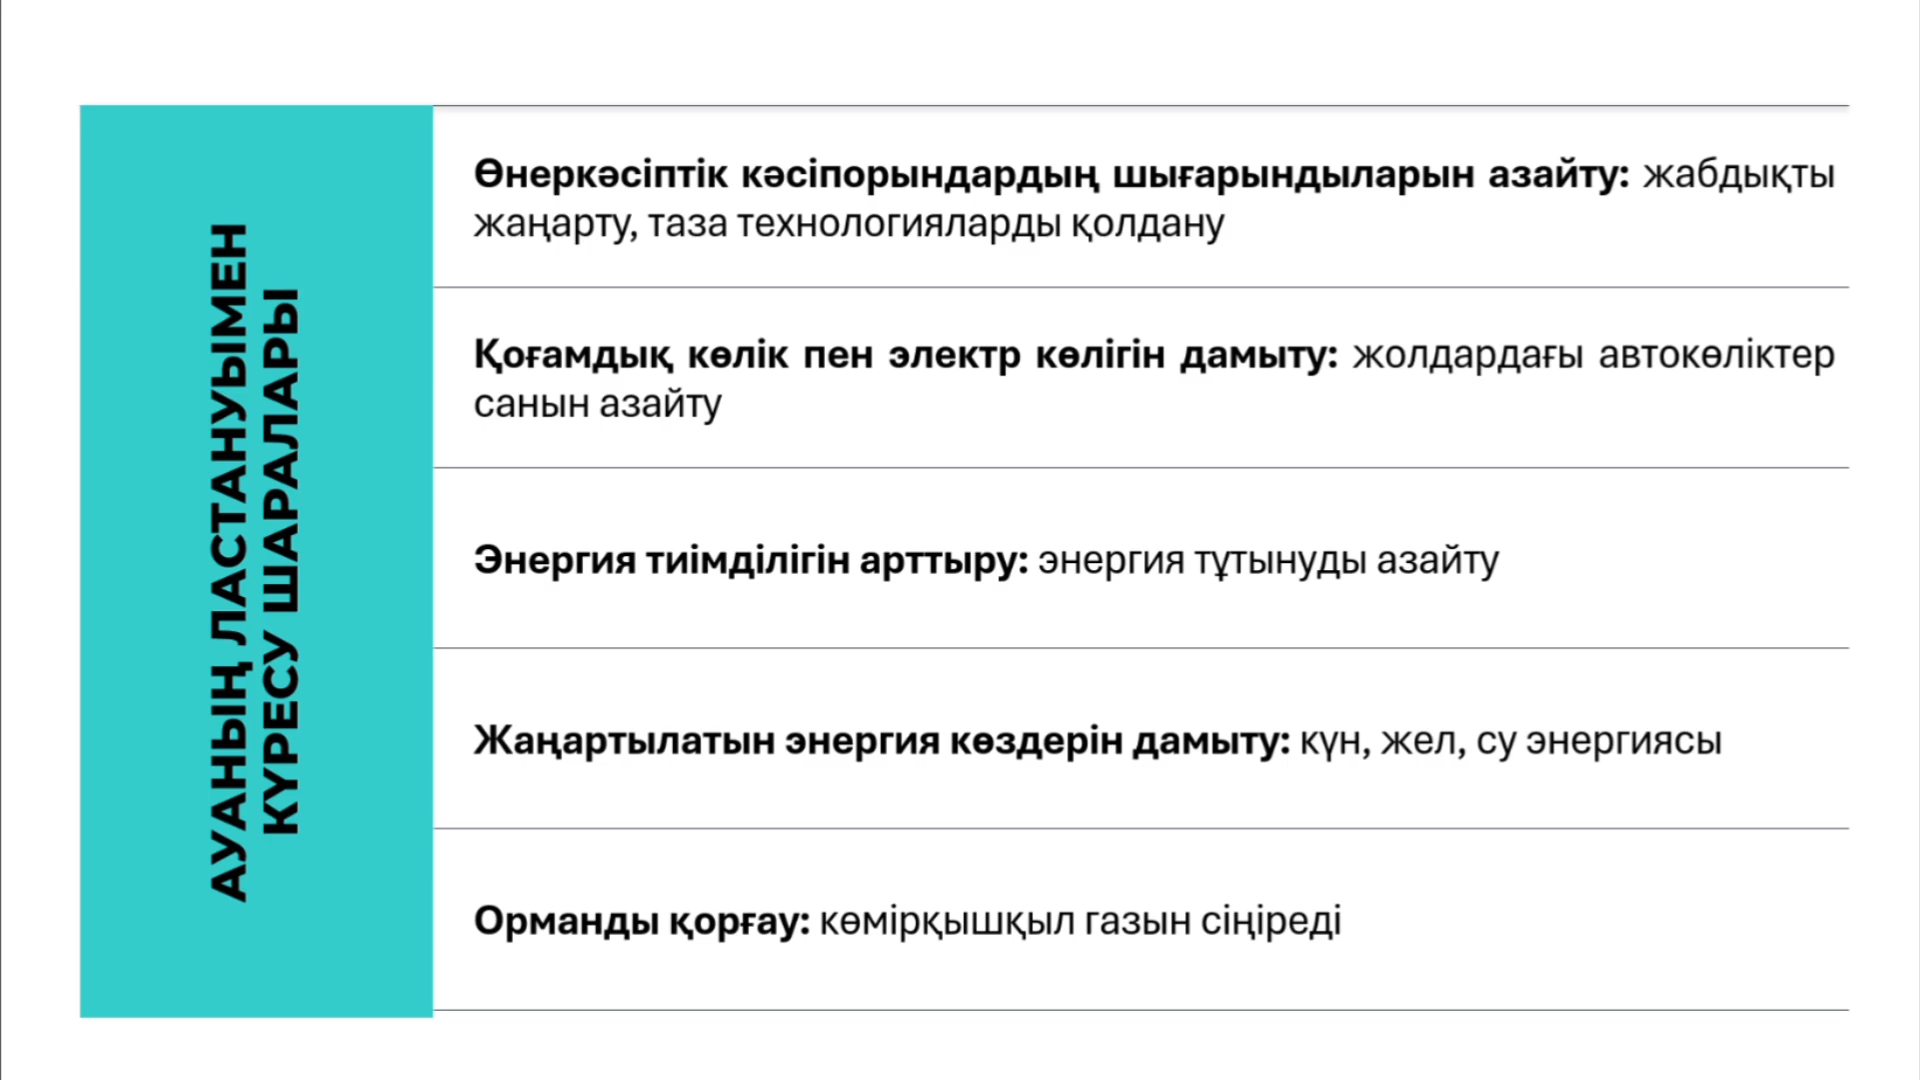 АУАНЫҢ ЛАСТАНУЫМЕН
КҮРЕСУ ШАРАЛАРЫ
Өнеркәсіптік кәсіпорындардың шығарындыларын азайту: жабдықты
жаңарту, таза технологияларды қолдану
Қоғамдық көлік пен электр көлігін дамыту: жолдардағы автокөліктер
санын азайту
Энергия тиімділігін арттыру: энергия тұтынуды азайту
Жаңартылатын энергия көздерін дамыту: күн, жел, су энергиясы
Орманды қорғау: көмірқышқыл газын сіңіреді